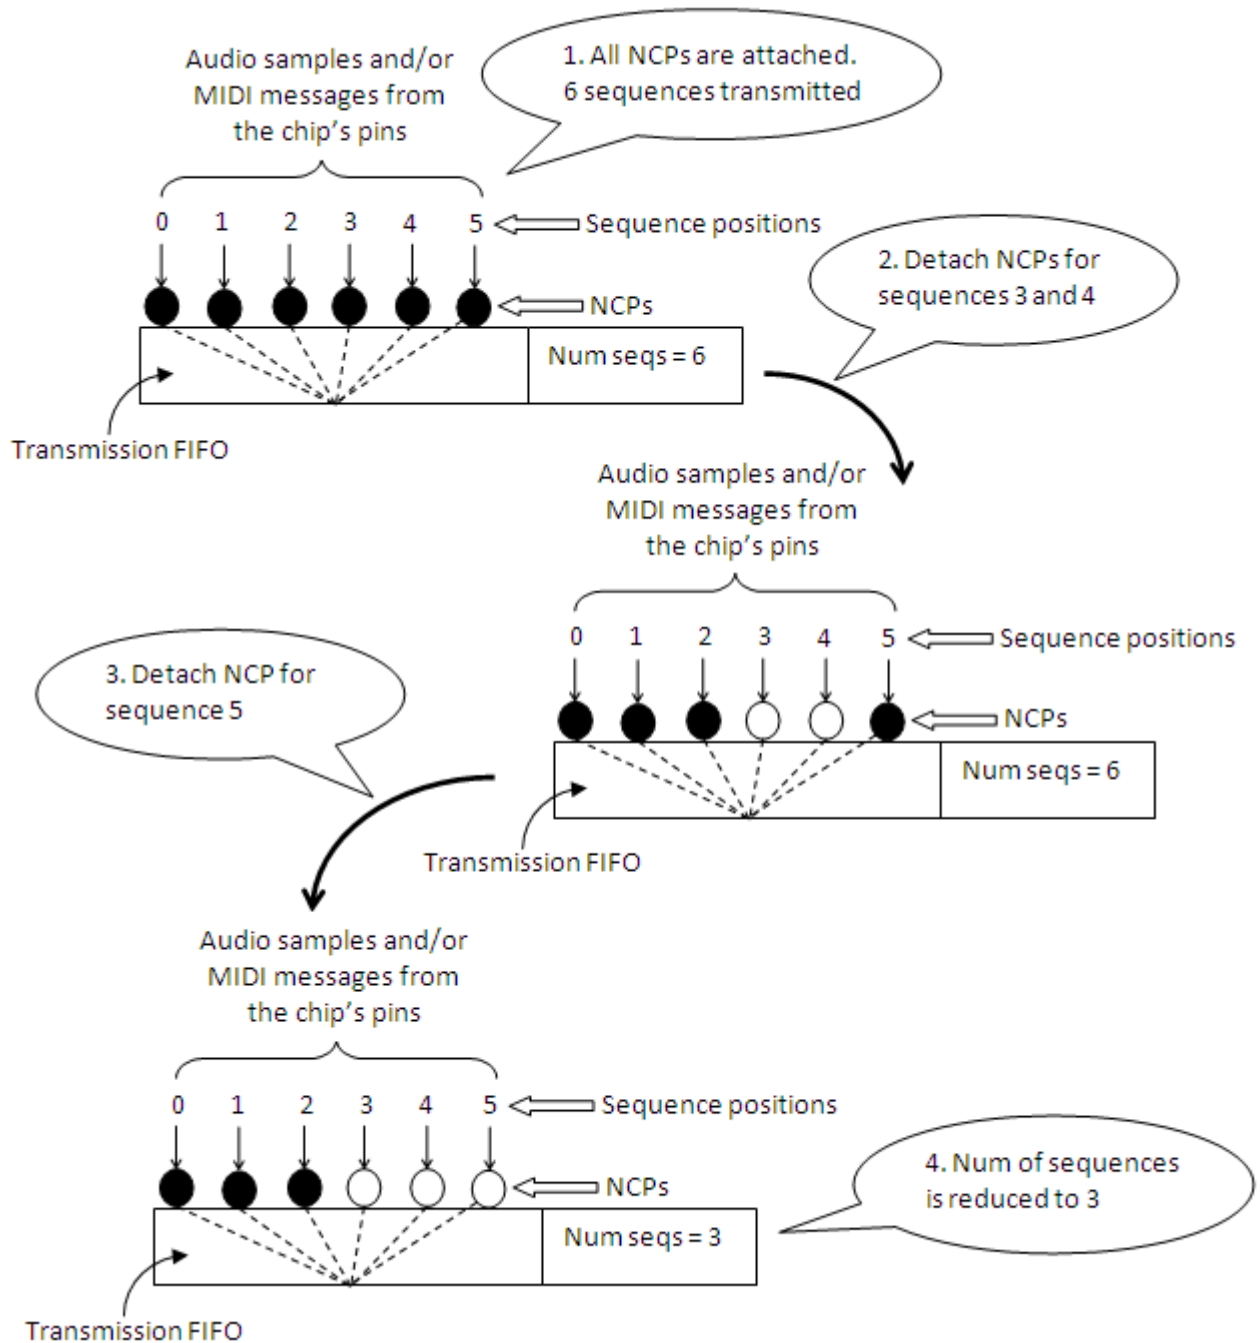 Audio samples and/or
MIDI messages from
the chip's pins
1. All NCPs are attached.
6 sequences transmitted
0 1 2 3 4 5
Sequence positions
NCPs
Num seqs = 6
Transmission FIFO
2. Detach NCPs for
sequences 3 and 4
Audio samples and/or
MIDI messages from
the chip's pins
0 1 2 3 4 5
Sequence positions
NCPs
Num seqs = 6
Transmission FIFO
3. Detach NCP for
sequence 5
Audio samples and/or
MIDI messages from
the chip's pins
0 1 2 3 4 5
Sequence positions
NCPs
Num seqs = 3
Transmission FIFO
4. Num of sequences
is reduced to 3